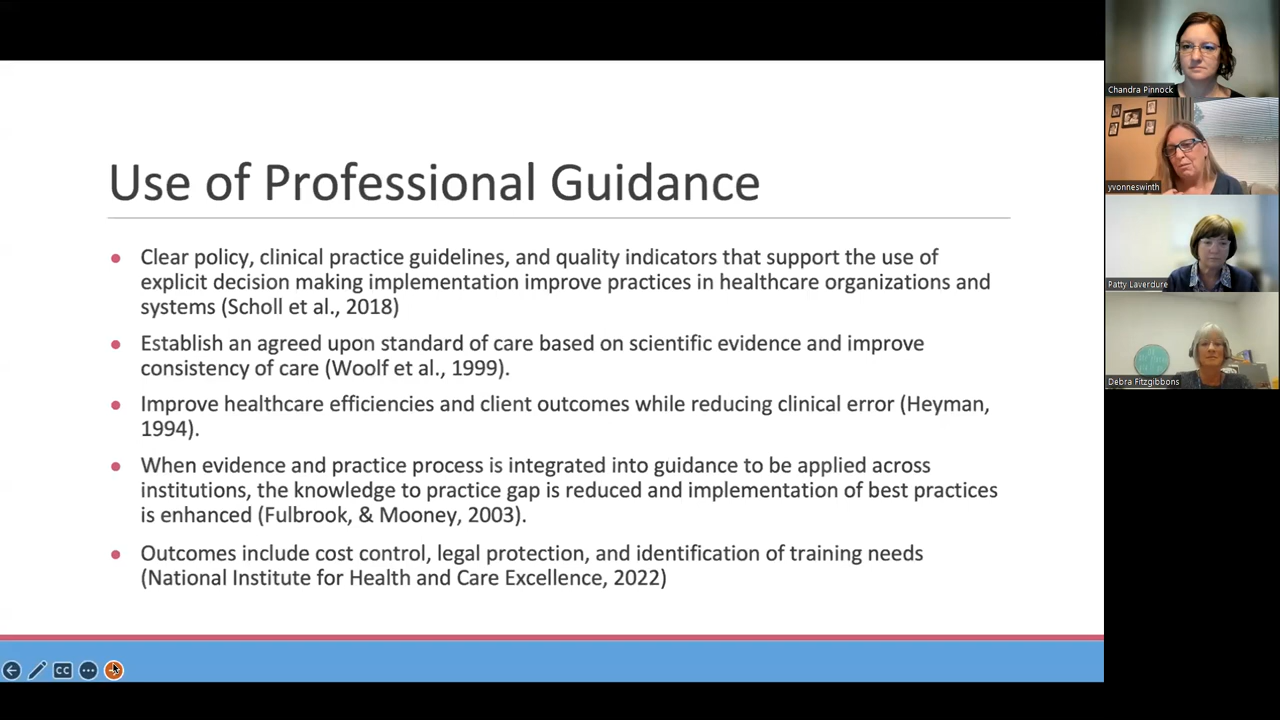 Use of Professional Guidance
Clear policy, clinical practice guidelines, and quality indicators that support the use of
explicit decision making implementation improve practices in healthcare organizations and
systems (Scholl et al., 2018)
Establish an agreed upon standard of care based on scientific evidence and improve
consistency of care (Woolf et al., 1999).
Improve healthcare efficiencies and client outcomes while reducing clinical error (Heyman,
1994).
When evidence and practice process is integrated into guidance to be applied across
institutions, the knowledge to practice gap is reduced and implementation of best practices
is enhanced (Fulbrook, & Mooney, 2003).
Outcomes include cost control, legal protection, and identification of training needs
(National Institute for Health and Care Excellence, 2022)
CC
Chandra Pinnock
yvonneswinth
Patty Laverdure
Debra Fitzgibbons